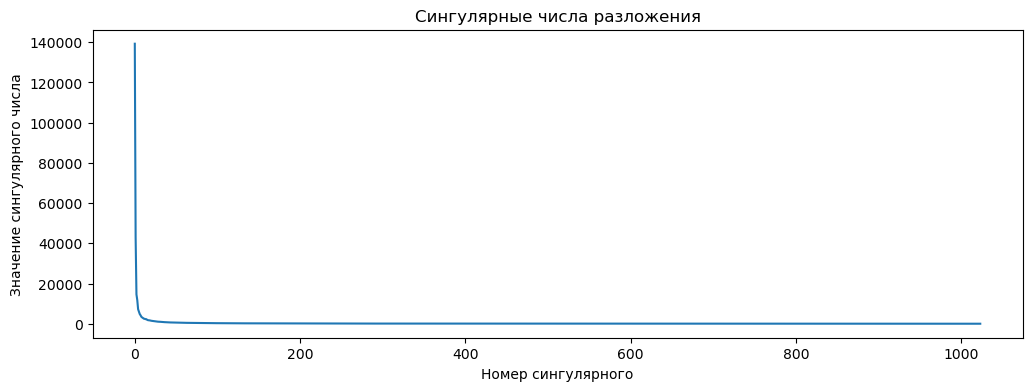 Сингулярные числа разложения
Значение сингулярного числа
140000
120000
100000
80000
60000
40000
20000
0
0 200 400 600 800 1000
Номер сингулярного